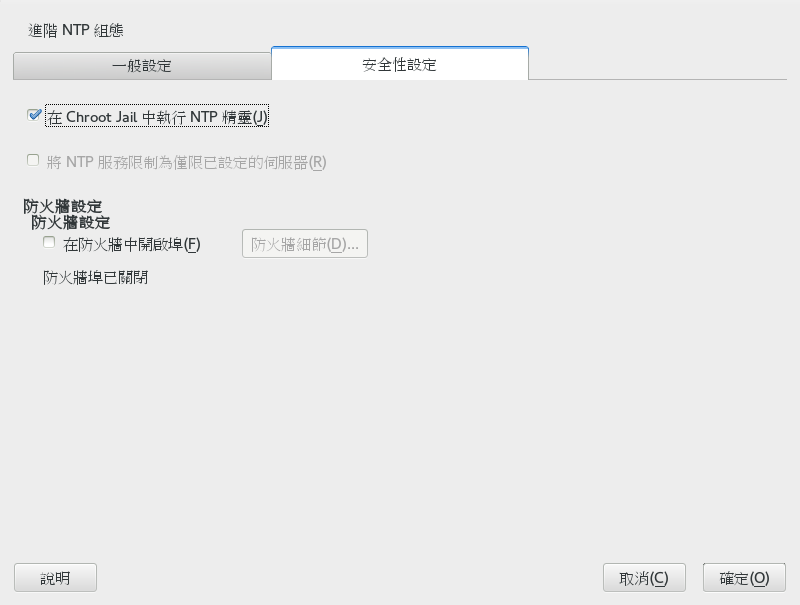 進階 NTP 組態
一般設定
安全性設定
在 Chroot Jail 中執行 NTP 精靈(J)
將 NTP 服務限制為僅限已設定的伺服器(R)
防火牆設定
防火牆設定
在防火牆中開啟埠(F)
防火牆細節(D)...
防火牆埠已關閉
說明
取消(C)
確定(O)